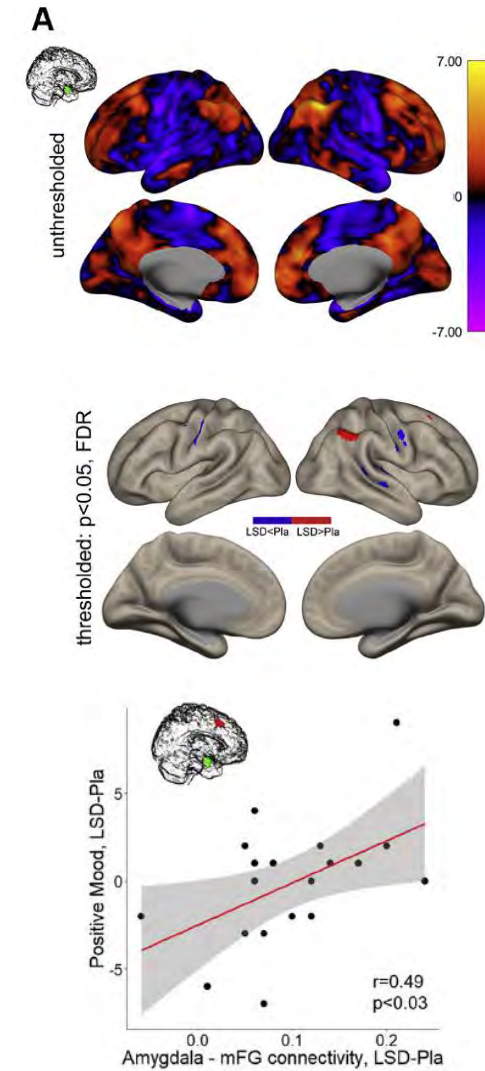 A
7.00
unthresholded
0
-7.00
thresholded: p<0.05, FDR
LSD<Pla LSD>Pla
Positive Mood, LSD-Pla
5
0
-5
r=0.49
p<0.03
0.0 0.1 0.2
Amygdala - mFG connectivity, LSD-Pla